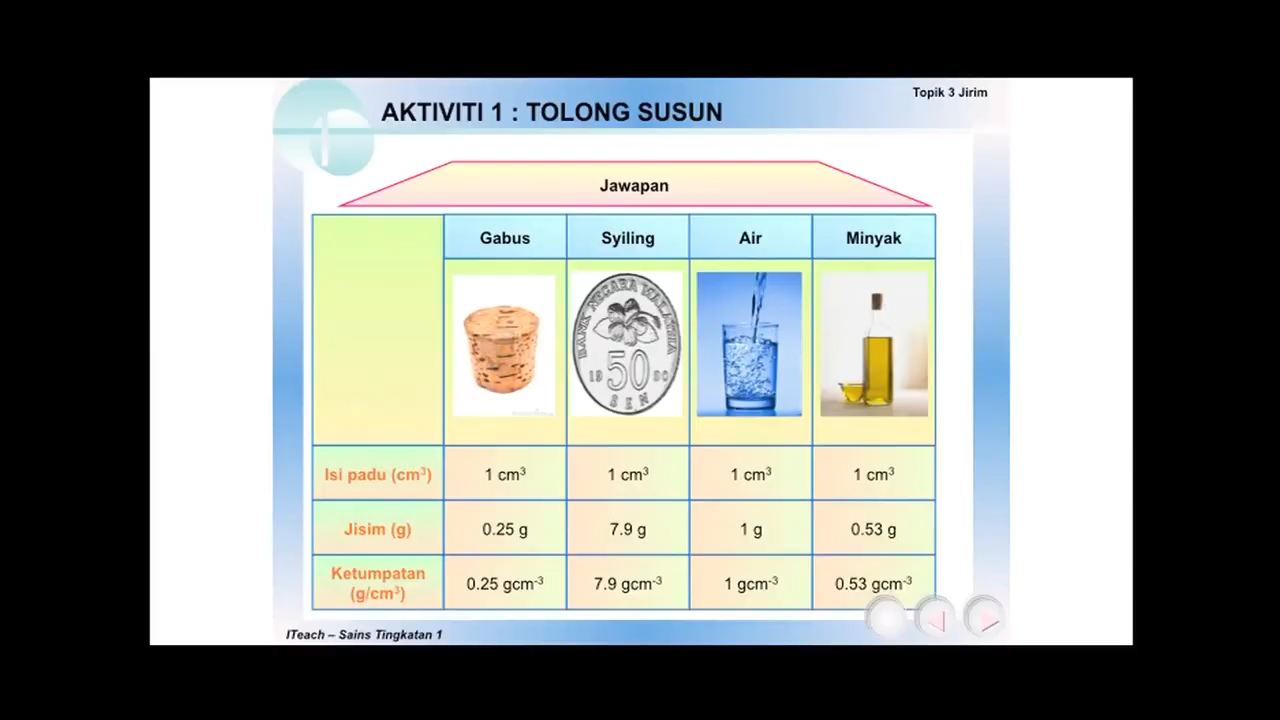 Topik 3 Jirim
AKTIVITI 1 : TOLONG SUSUN
Jawapan
Gabus Syiling Air Minyak
BANK NEGARA MALAYSIA
50
SEN
Isi padu (cm³) 1 cm³ 1 cm³ 1 cm³ 1 cm³
Jisim (g) 0.25 g 7.9 g 1 g 0.53 g
Ketumpatan
(g/cm³) 0.25 gcm⁻³ 7.9 gcm⁻³ 1 gcm⁻³ 0.53 gcm⁻³
ITeach – Sains Tingkatan 1